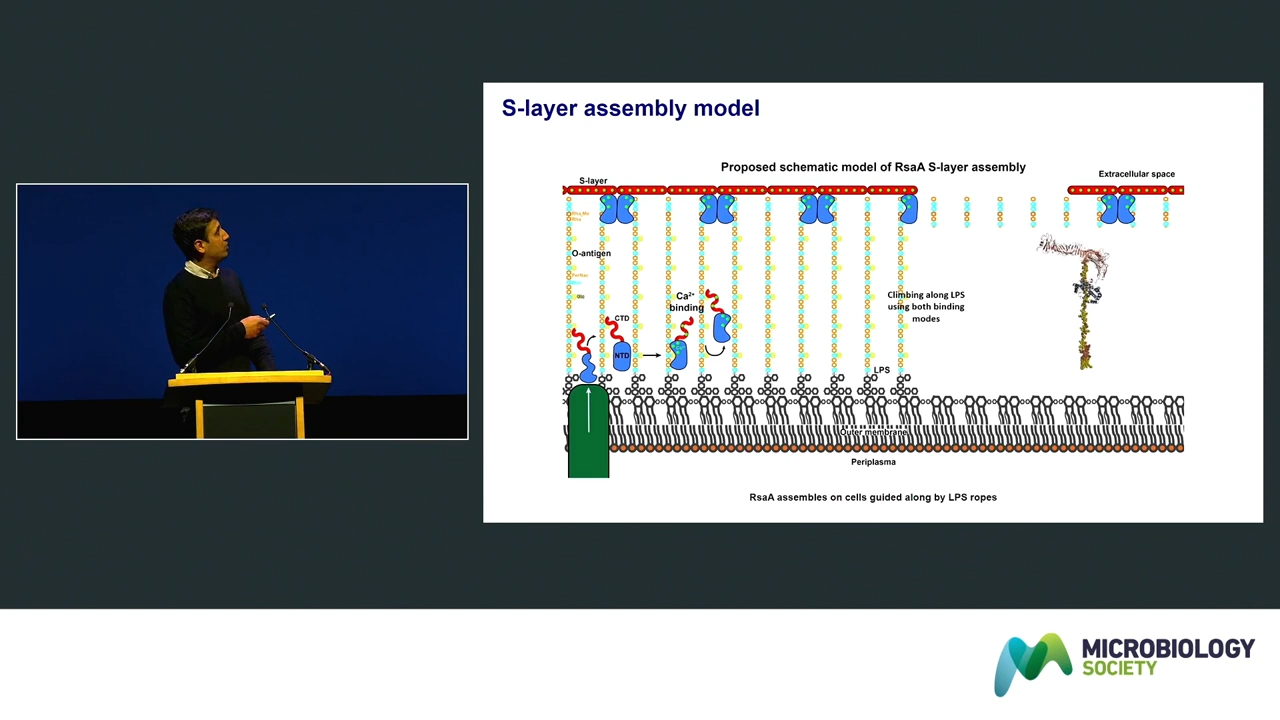 S-layer assembly model
Proposed schematic model of RsaA S-layer assembly
S-layer
Extracellular space
O-antigen
Ca²⁺
binding
Climbing along LPS
using both binding
modes
CTD
NTD
LPS
Outer membrane
Periplasma
RsaA assembles on cells guided along by LPS ropes
MICROBIOLOGY
SOCIETY